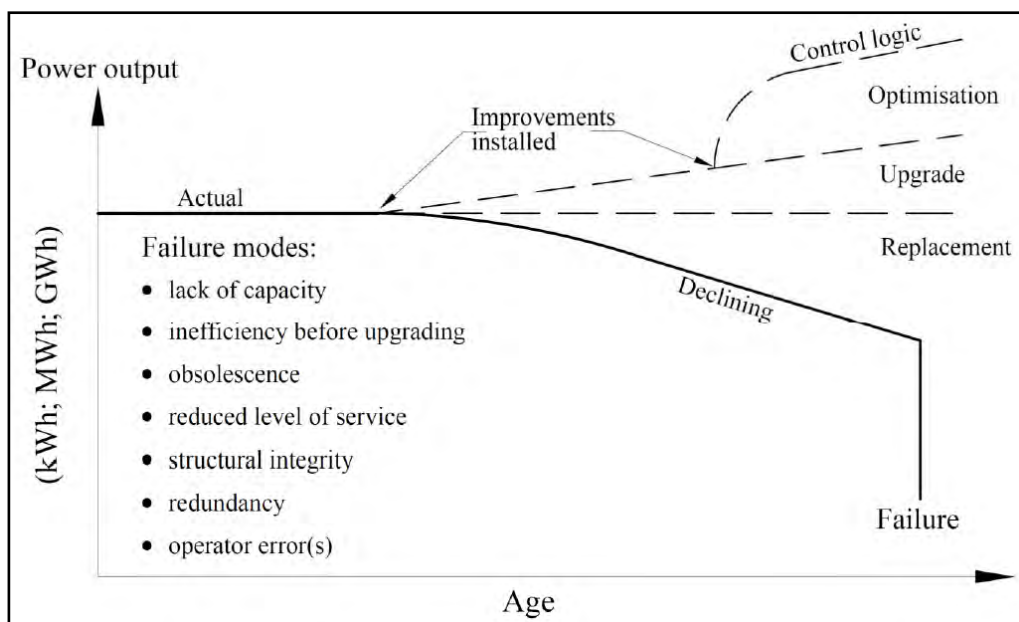 Power output
Control logic
Optimisation
Improvements
installed
Upgrade
Actual
Replacement
Declining
(kWh; MWh; GWh)
Failure modes:
• lack of capacity
• inefficiency before upgrading
• obsolescence
• reduced level of service
• structural integrity
• redundancy
• operator error(s)
Failure
Age